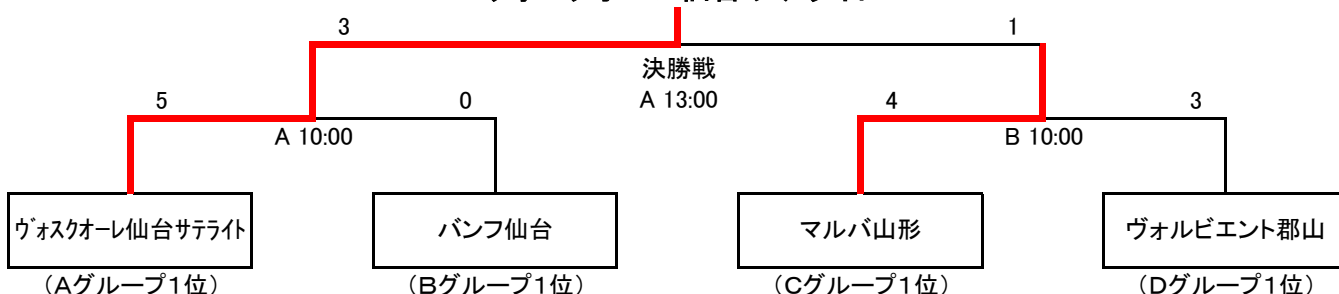 3 1
決勝戦
5 0 A 13:00 4 3
A 10:00 B 10:00
ヴォスクオーレ仙台サテライト バンフ仙台 マルバ山形 ヴォルビエント郡山
（Aグループ1位） （Bグループ1位） （Cグループ1位） （Dグループ1位）